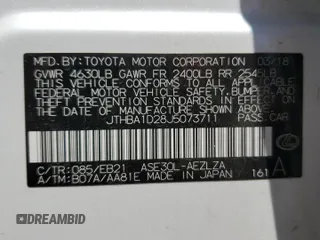 MFD.BY:TOYOTA MOTOR CORPORATION 03/18
GVWR 4630LB GAWR FR 2400LB RR 2545LB
THIS VEHICLE CONFORMS TO ALL APPLICABLE
FEDERAL MOTOR VEHICLE SAFETY, BUMPER, AND
THEFT PREVENTION STANDARDS IN EFFECT ON THE
DATE OF MANUFACTURE SHOWN ABOVE.
JTHBA1D28J5073711 PASS.CAR
C/TR:085/EB21 ASE30L-AEZLZA A
A/TM:B07A/AA81E MADE IN JAPAN 161
otodombid